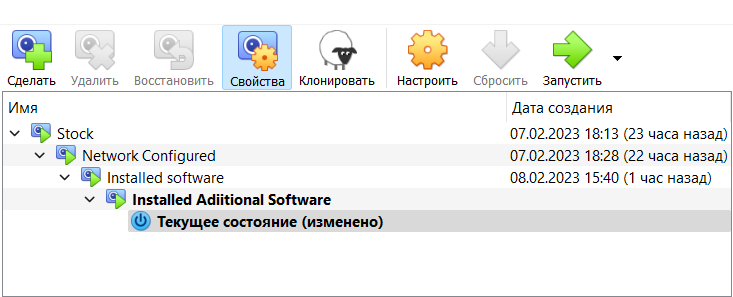 Сделать Удалить Восстановить Свойства Клонировать Настроить Сбросить Запустить
Имя Дата создания
Stock 07.02.2023 18:13 (23 часа назад)
Network Configured 07.02.2023 18:28 (22 часа назад)
Installed software 08.02.2023 15:40 (1 час назад)
Installed Adiitional Software
Текущее состояние (изменено)